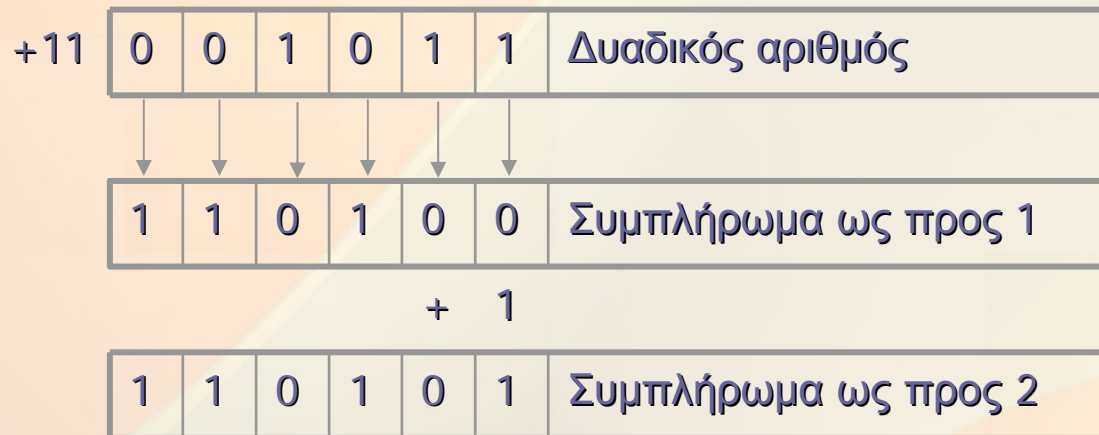 +11 0 0 1 0 1 1 Δυαδικός αριθμός
1 1 0 1 0 0 Συμπλήρωμα ως προς 1
+ 1
1 1 0 1 0 1 Συμπλήρωμα ως προς 2